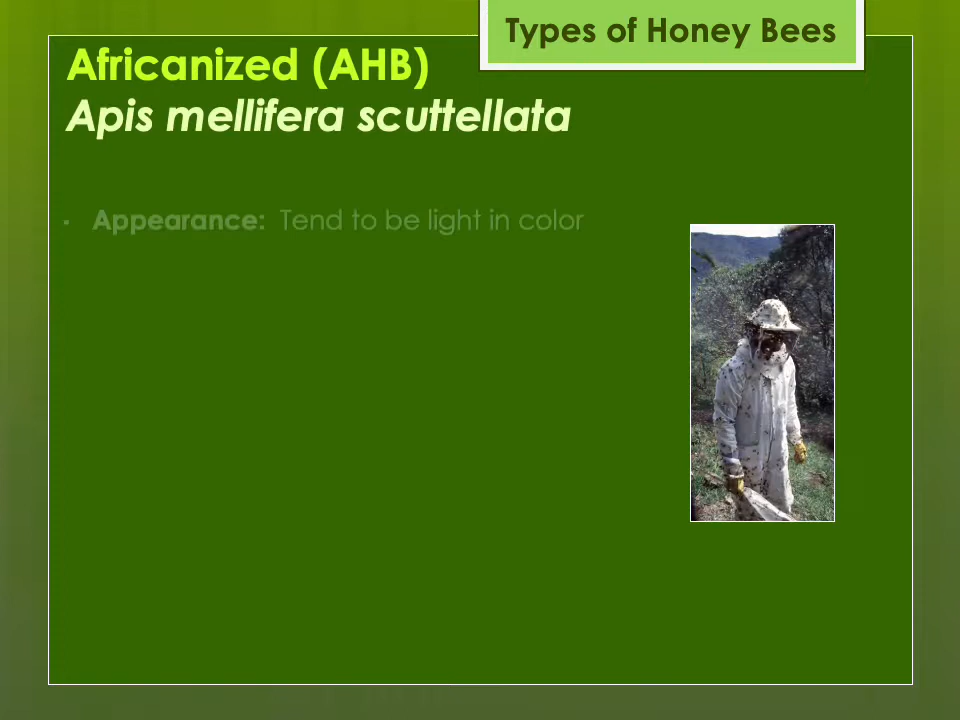 Types of Honey Bees
Africanized (AHB)
Apis mellifera scuttellata
· Appearance: Tend to be light in color